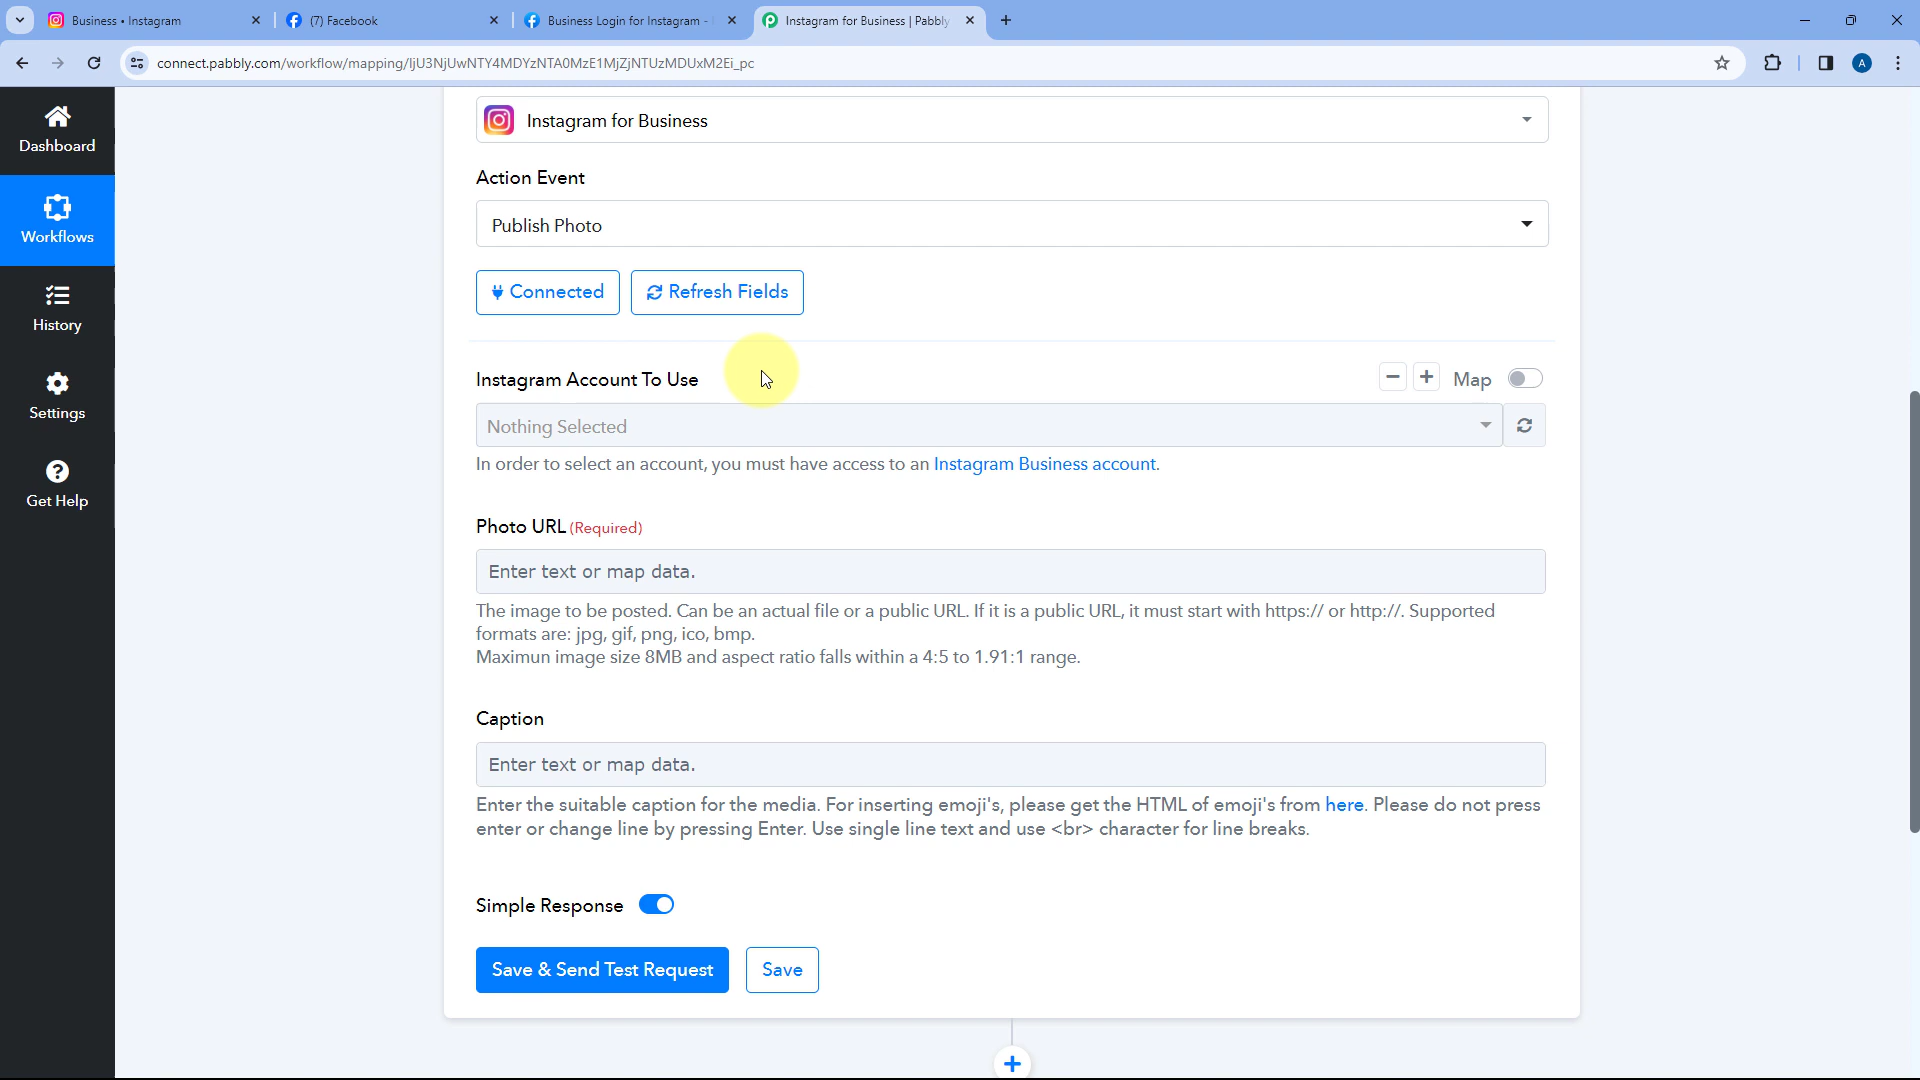 Business • Instagram
(7) Facebook
Business Login for Instagram -
Instagram for Business | Pabbly
connect.pabbly.com/workflow/mapping/IjU3NjUwNTY4MDYzNTA0MzE1MjZjNTUzMDUxM2Ei_pc
A
Dashboard
Workflows
History
Settings
Get Help
Instagram for Business
Action Event
Publish Photo
Connected
Refresh Fields
Instagram Account To Use
Map
Nothing Selected
In order to select an account, you must have access to an Instagram Business account.
Photo URL (Required)
Enter text or map data.
The image to be posted. Can be an actual file or a public URL. If it is a public URL, it must start with https:// or http://. Supported
formats are: jpg, gif, png, ico, bmp.
Maximun image size 8MB and aspect ratio falls within a 4:5 to 1.91:1 range.
Caption
Enter text or map data.
Enter the suitable caption for the media. For inserting emoji's, please get the HTML of emoji's from here. Please do not press
enter or change line by pressing Enter. Use single line text and use <br> character for line breaks.
Simple Response
Save & Send Test Request
Save